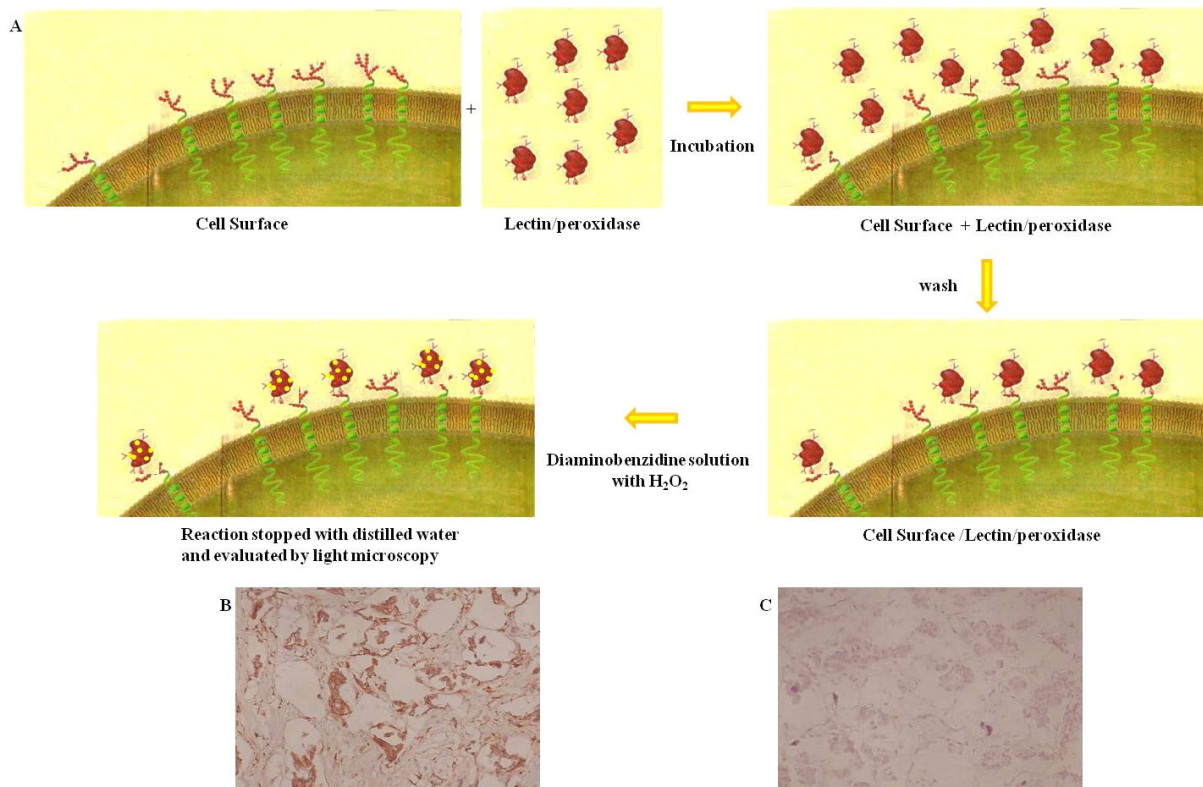 A
+
Incubation
Cell Surface
Lectin/peroxidase
Cell Surface + Lectin/peroxidase
wash
Diaminobenzidine solution
with H₂O₂
Reaction stopped with distilled water
and evaluated by light microscopy
Cell Surface /Lectin/peroxidase
B
C